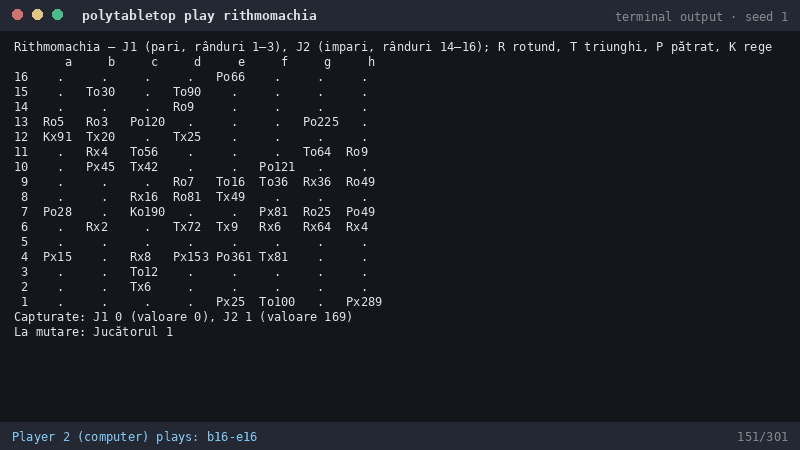 polytabletop play rithmomachia
terminal output · seed 1
Rithmomachia — J1 (pari, rânduri 1–3), J2 (impari, rânduri 14–16); R rotund, T triunghi, P pătrat, K rege
a b c d e f g h
16 . . . . Po66 . . .
15 . To30 . To90 . . . .
14 . . . Ro9 . . . .
13 Ro5 Ro3 Po120 . . . Po225 .
12 Kx91 Tx20 . Tx25 . . . .
11 . Rx4 To56 . . . To64 Ro9
10 . Px45 Tx42 . . Po121 . .
9 . . . Ro7 To16 To36 Rx36 Ro49
8 . . Rx16 Ro81 Tx49 . . .
7 Po28 . Ko190 . . Px81 Ro25 Po49
6 . Rx2 . Tx72 Tx9 Rx6 Rx64 Rx4
5 . . . . . . . .
4 Px15 . Rx8 Px153 Po361 Tx81 . .
3 . . To12 . . . . .
2 . . Tx6 . . . . .
1 . . . . Px25 To100 . Px289
Capturate: J1 0 (valoare 0), J2 1 (valoare 169)
La mutare: Jucătorul 1
Player 2 (computer) plays: b16-e16
151/301